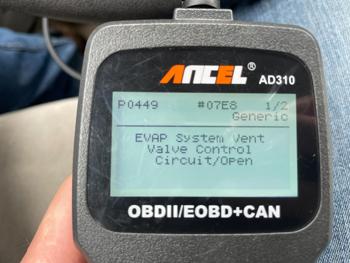 ANCEL® AD310
P0449 #07E8 1/2
Generic
EVAP System Vent
Valve Control
Circuit/Open
OBDII/EOBD+CAN